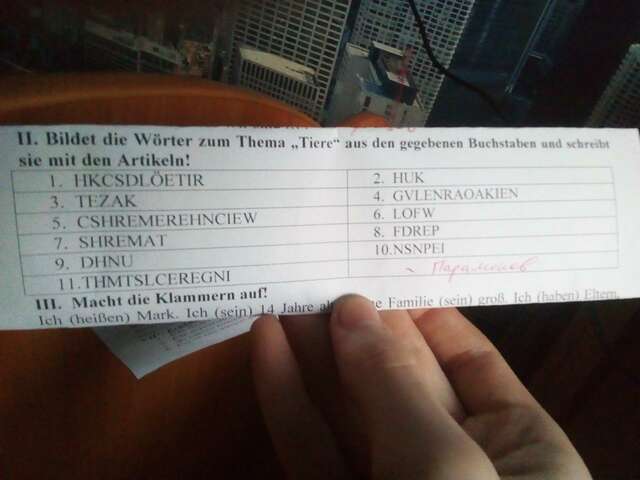 II. Bildet die Wörter zum Thema „Tiere“ aus den gegebenen Buchstaben und schreibt
sie mit den Artikeln!
1. HKCSDLÖETIR
2. HUK
3. TEZAK
4. GVLENRAOAKIEN
5. CSHREMEREHNCIEW
6. LOFW
7. SHREMAT
8. FDREP
9. DHNU
10.NSNPEI
11.THMTSLCEREGNI
~ Парамонов
III. Macht die Klammern auf!
Ich (heißen) Mark. Ich (sein) 14 Jahre Familie (sein) groß. Ich (haben) Eltern,